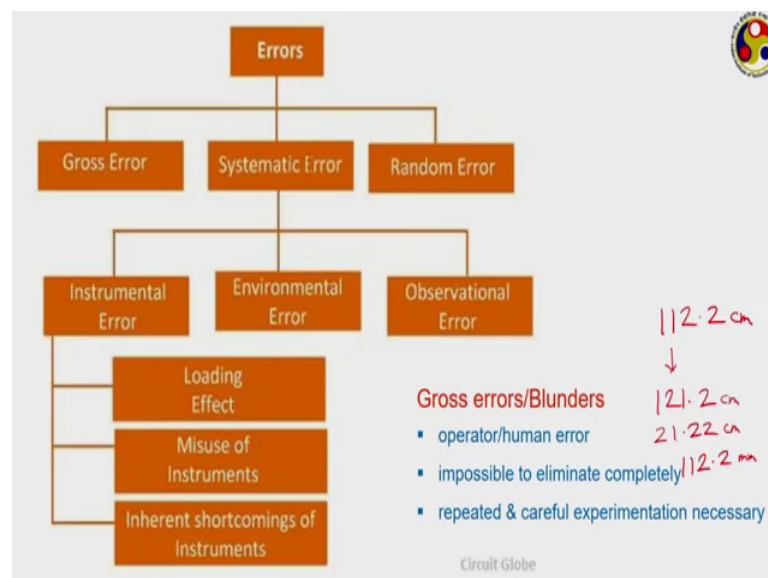 Errors
Gross Error
Systematic Error
Random Error
Instrumental
Error
Environmental
Error
Observational
Error
Loading
Effect
Misuse of
Instruments
Inherent shortcomings of
Instruments
Gross errors/Blunders
▪ operator/human error
▪ impossible to eliminate completely
▪ repeated & careful experimentation necessary
112.2 cm
↓
121.2 cm
21.22 cm
112.2 mm
Circuit Globe